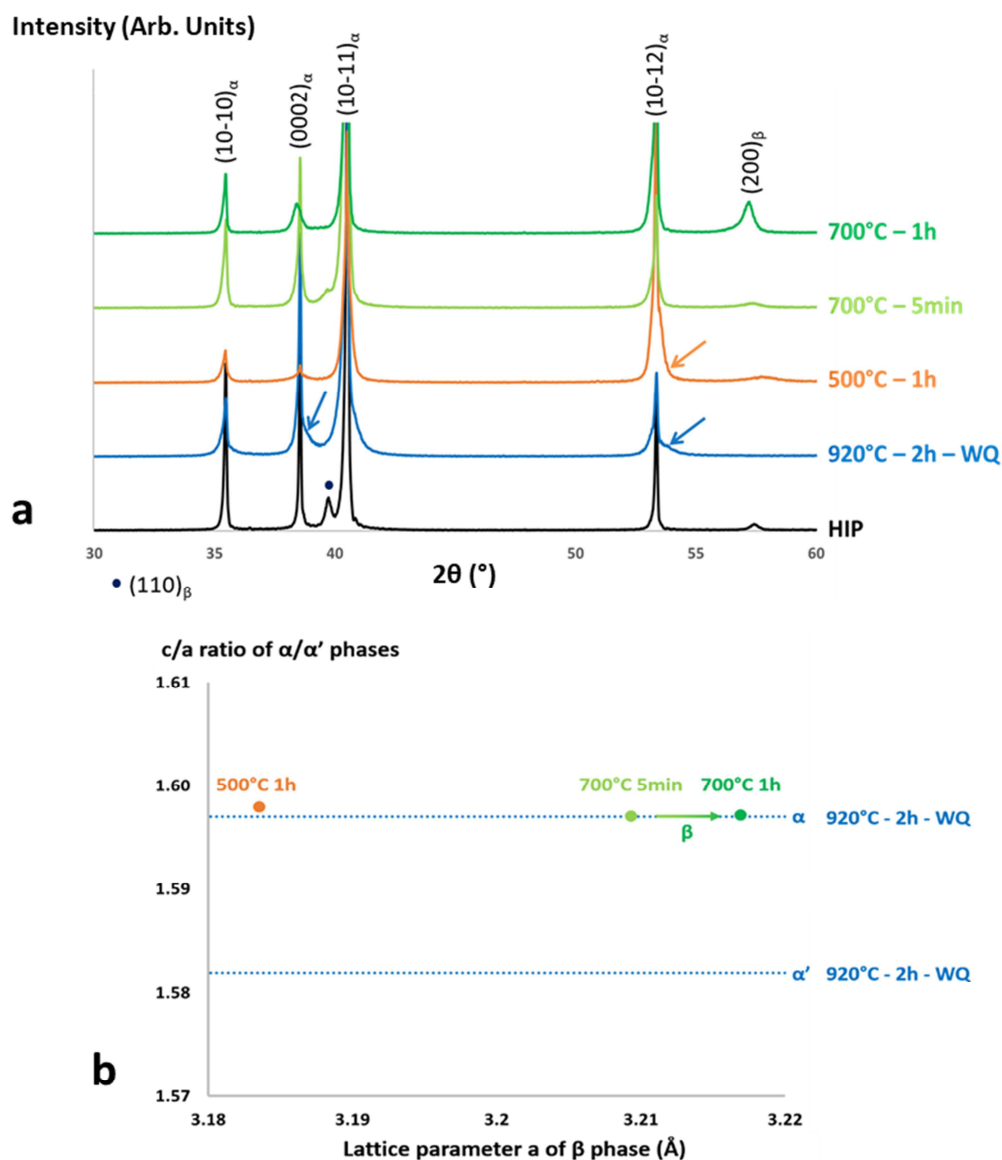 Intensity (Arb. Units)
(10-10)α
(0002)α
(10-11)α
(10-12)α
(200)β
700°C – 1h
700°C – 5min
500°C – 1h
920°C – 2h – WQ
HIP
a
30 35 40 50 55 60
2θ (°)
• (110)β
c/a ratio of α/α’ phases
1.61
1.60
1.59
1.58
1.57
500°C 1h
700°C 5min
700°C 1h
β
α 920°C - 2h - WQ
α’ 920°C - 2h - WQ
b
3.18 3.19 3.2 3.21 3.22
Lattice parameter a of β phase (Å)